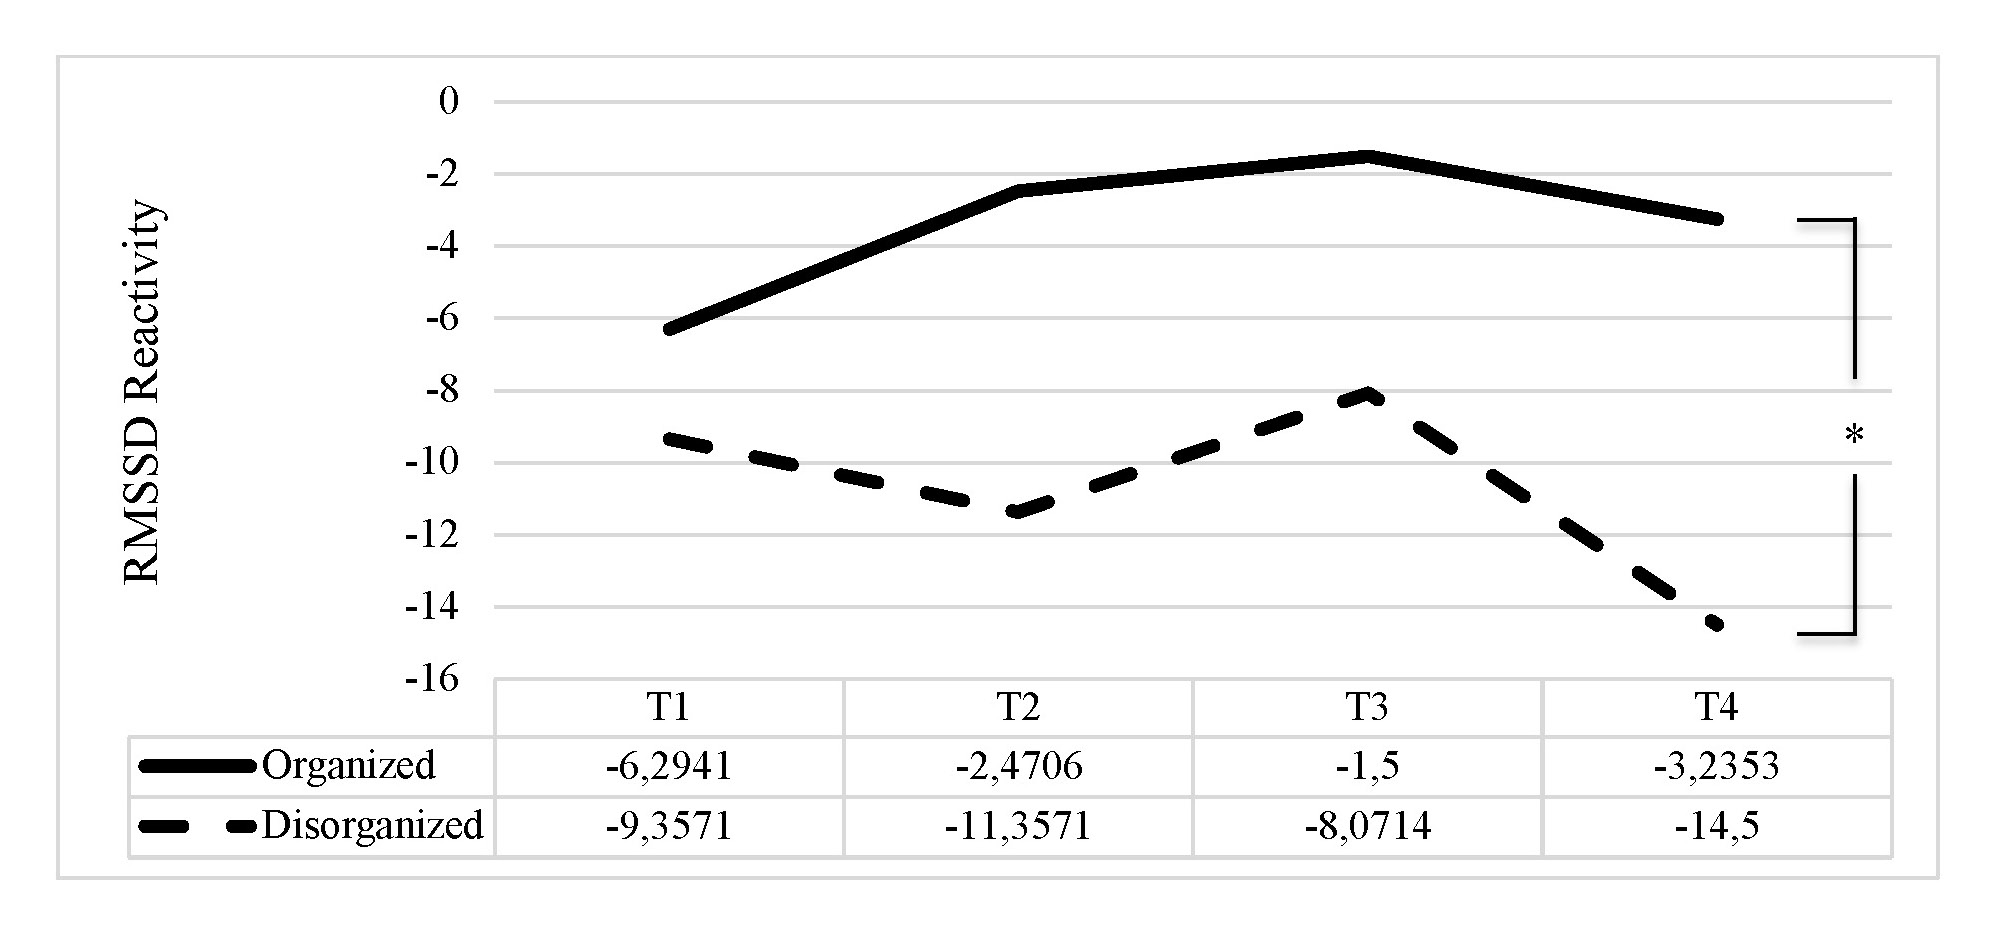 RMSSD Reactivity
0
-2
-4
-6
-8
-10
-12
-14
-16
*
T1 T2 T3 T4
Organized -6,2941 -2,4706 -1,5 -3,2353
Disorganized -9,3571 -11,3571 -8,0714 -14,5